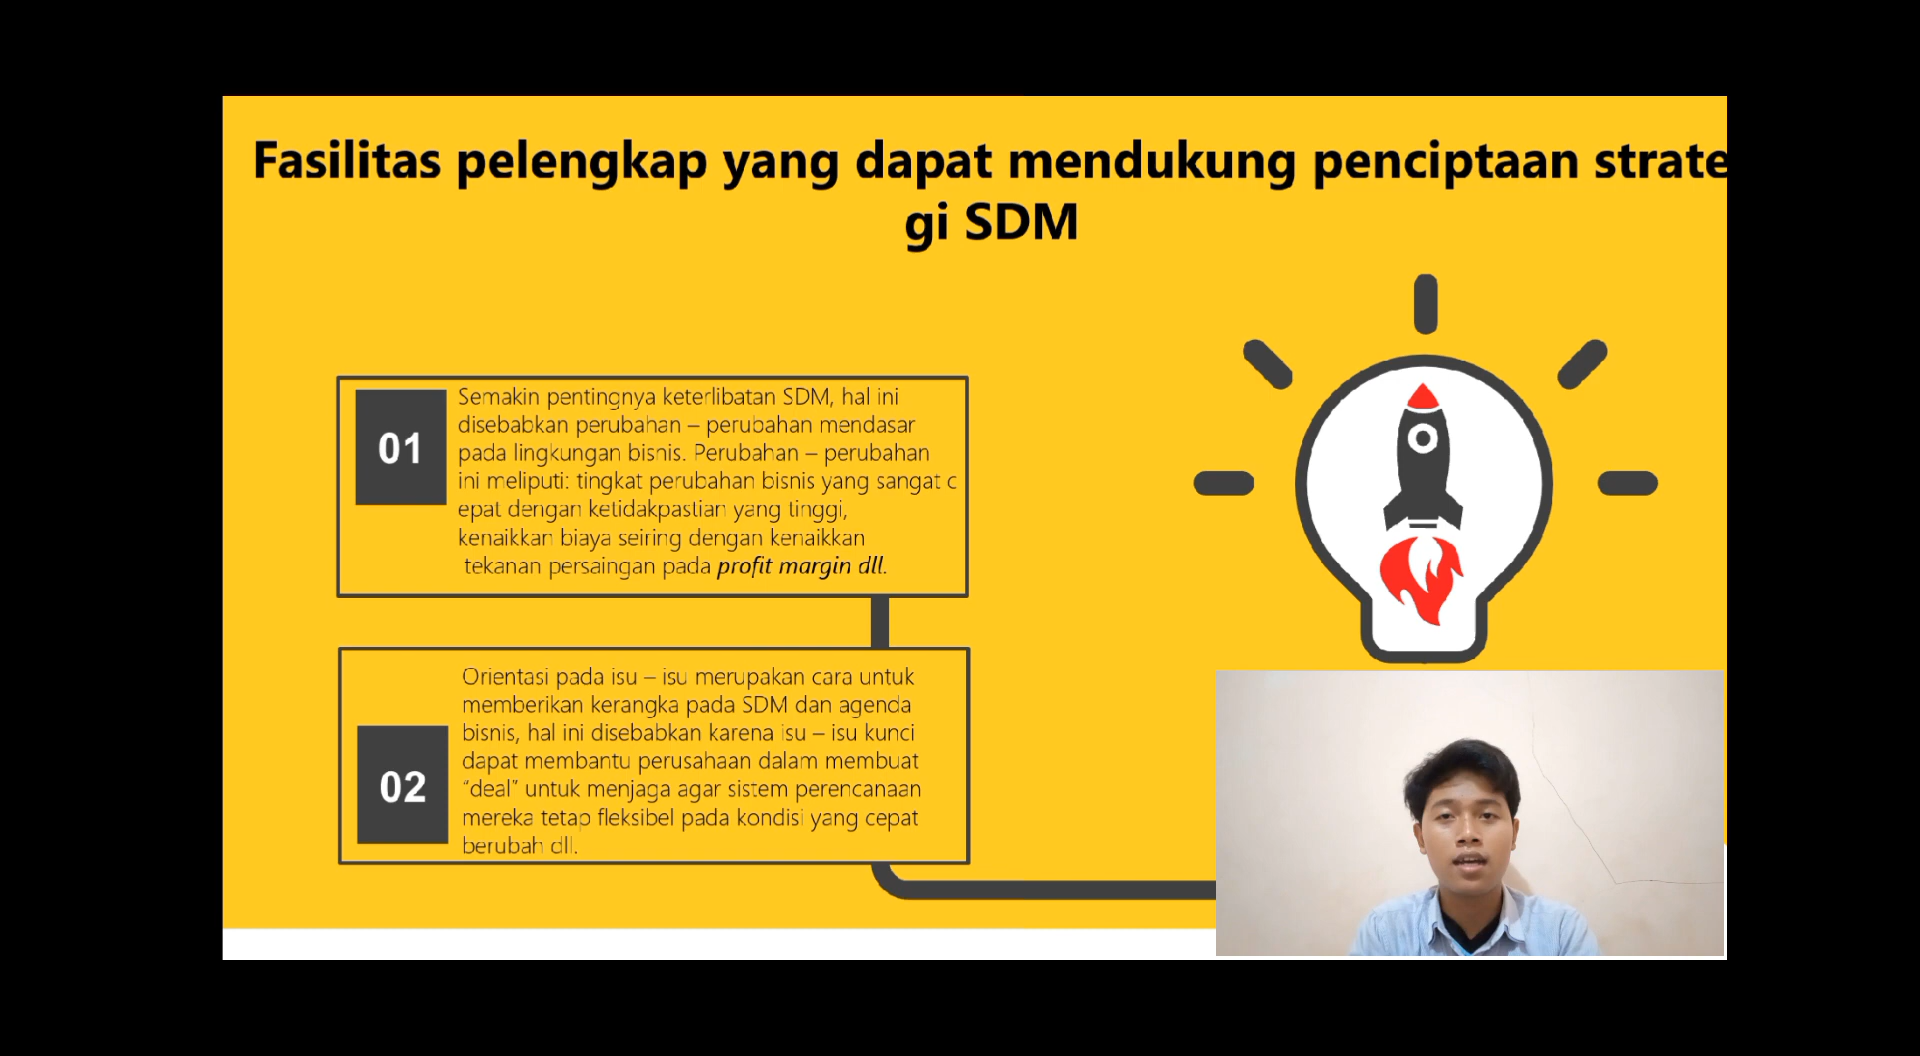 Fasilitas pelengkap yang dapat mendukung penciptaan strate
gi SDM
01
Semakin pentingnya keterlibatan SDM, hal ini
disebabkan perubahan – perubahan mendasar
pada lingkungan bisnis. Perubahan – perubahan
ini meliputi: tingkat perubahan bisnis yang sangat c
epat dengan ketidakpastian yang tinggi,
kenaikkan biaya seiring dengan kenaikkan
tekanan persaingan pada profit margin dll.
02
Orientasi pada isu – isu merupakan cara untuk
memberikan kerangka pada SDM dan agenda
bisnis, hal ini disebabkan karena isu – isu kunci
dapat membantu perusahaan dalam membuat
“deal” untuk menjaga agar sistem perencanaan
mereka tetap fleksibel pada kondisi yang cepat
berubah dll.